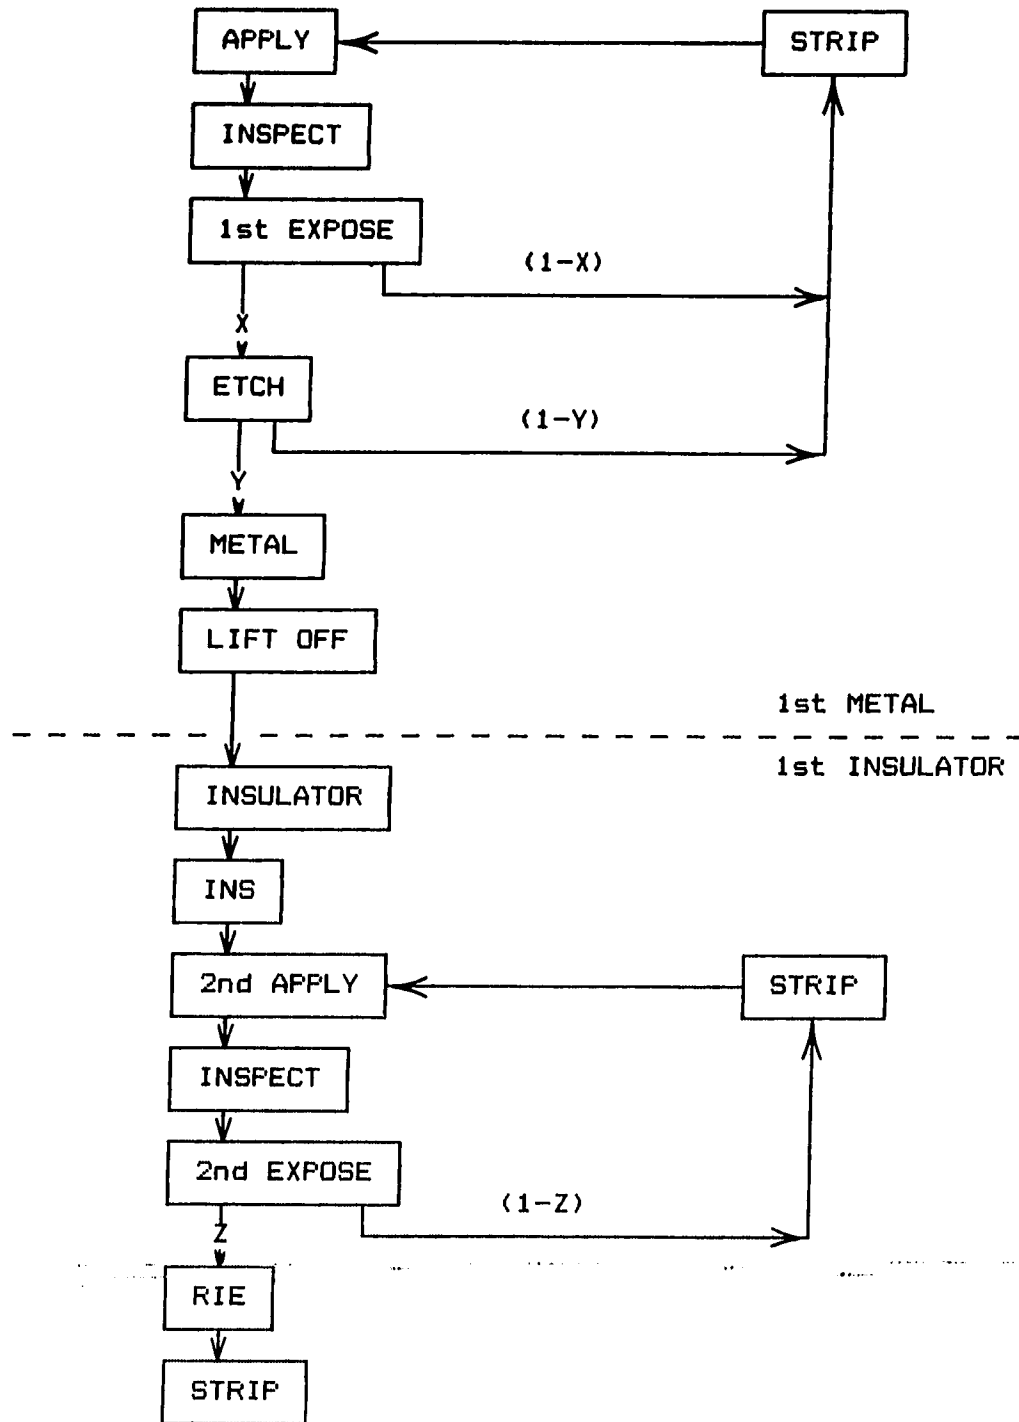 APPLY
STRIP
INSPECT
1st EXPOSE
(1-X)
X
ETCH
(1-Y)
Y
METAL
LIFT OFF
1st METAL
1st INSULATOR
INSULATOR
INS
2nd APPLY
STRIP
INSPECT
2nd EXPOSE
(1-Z)
Z
RIE
STRIP